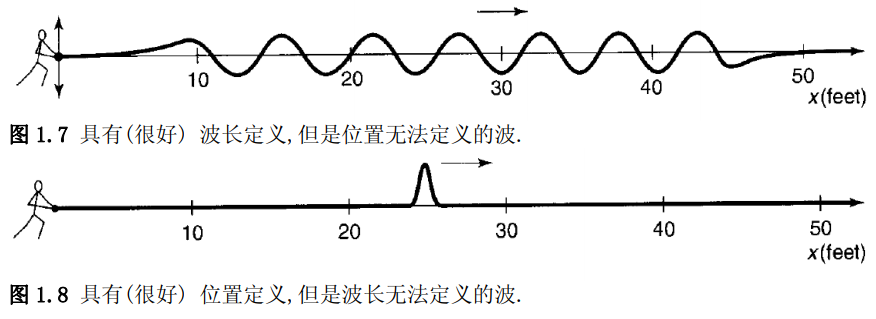 10 20 30 40 50
x(feet)
图 1.7 具有(很好) 波长定义,但是位置无法定义的波.
10 20 30 40 50
x(feet)
图 1.8 具有(很好) 位置定义,但是波长无法定义的波.